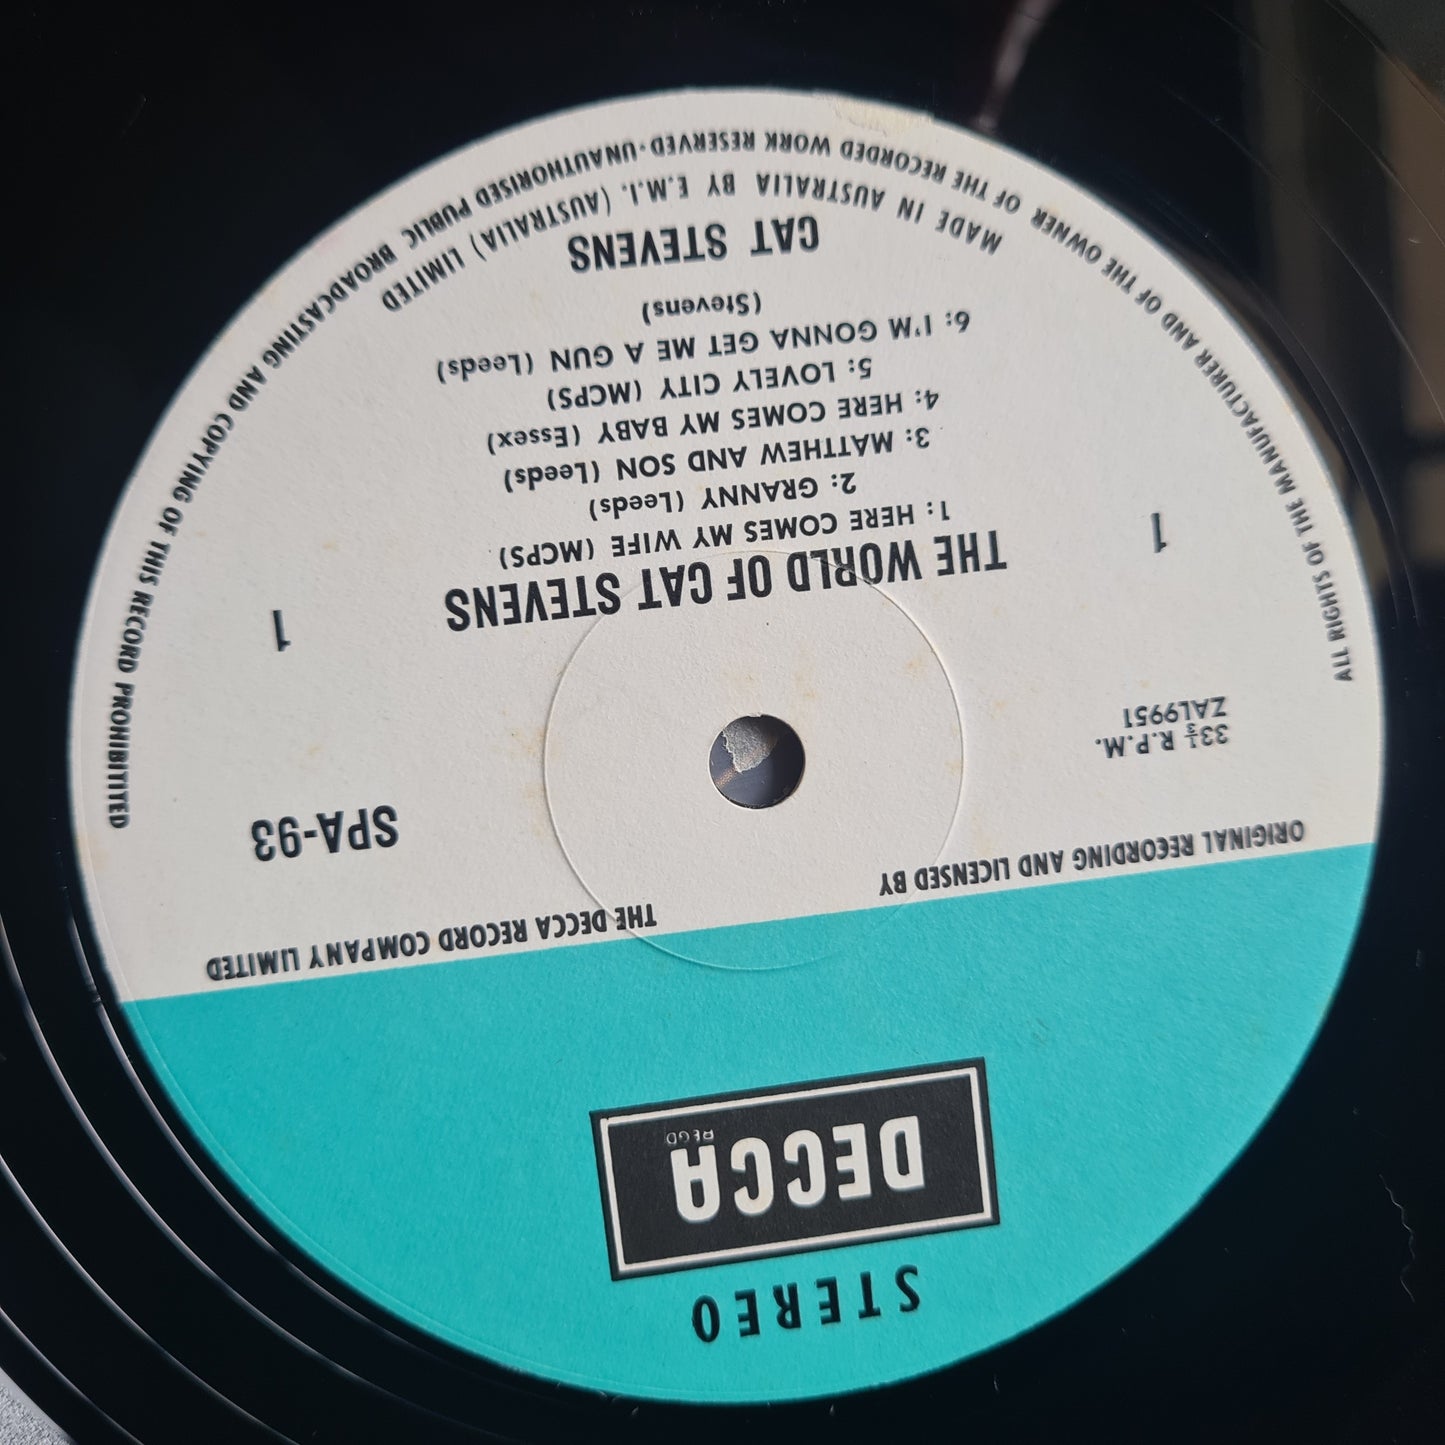 STEREO
DECCA
REGD
ORIGINAL RECORDING AND LICENSED BY
THE DECCA RECORD COMPANY LIMITED
33⅓ R.P.M.
ZAL9951
SPA-93
1
1
THE WORLD OF CAT STEVENS
1: HERE COMES MY WIFE (MCPS)
2: GRANNY (Leeds)
3: MATTHEW AND SON (Leeds)
4: HERE COMES MY BABY (Essex)
5: LOVELY CITY (MCPS)
6: I'M GONNA GET ME A GUN (Leeds)
(Stevens)
CAT STEVENS
MADE IN AUSTRALIA BY E.M.I. (AUSTRALIA) LIMITED
ALL RIGHTS OF THE MANUFACTURER AND OF THE OWNER OF THE RECORDED WORK RESERVED·UNAUTHORISED PUBLIC BROADCASTING AND COPYING OF THIS RECORD PROHIBITITED